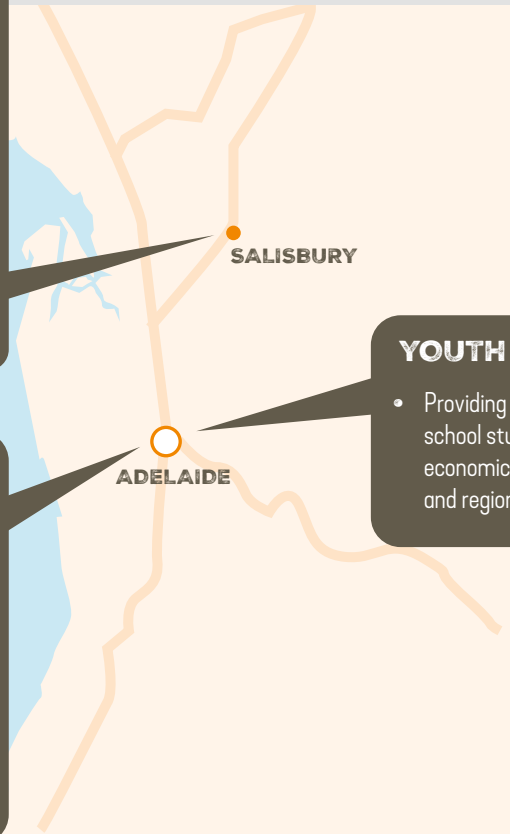 SALISBURY
YOUTH
• Providing
school stu
economic
and region
ADELAIDE